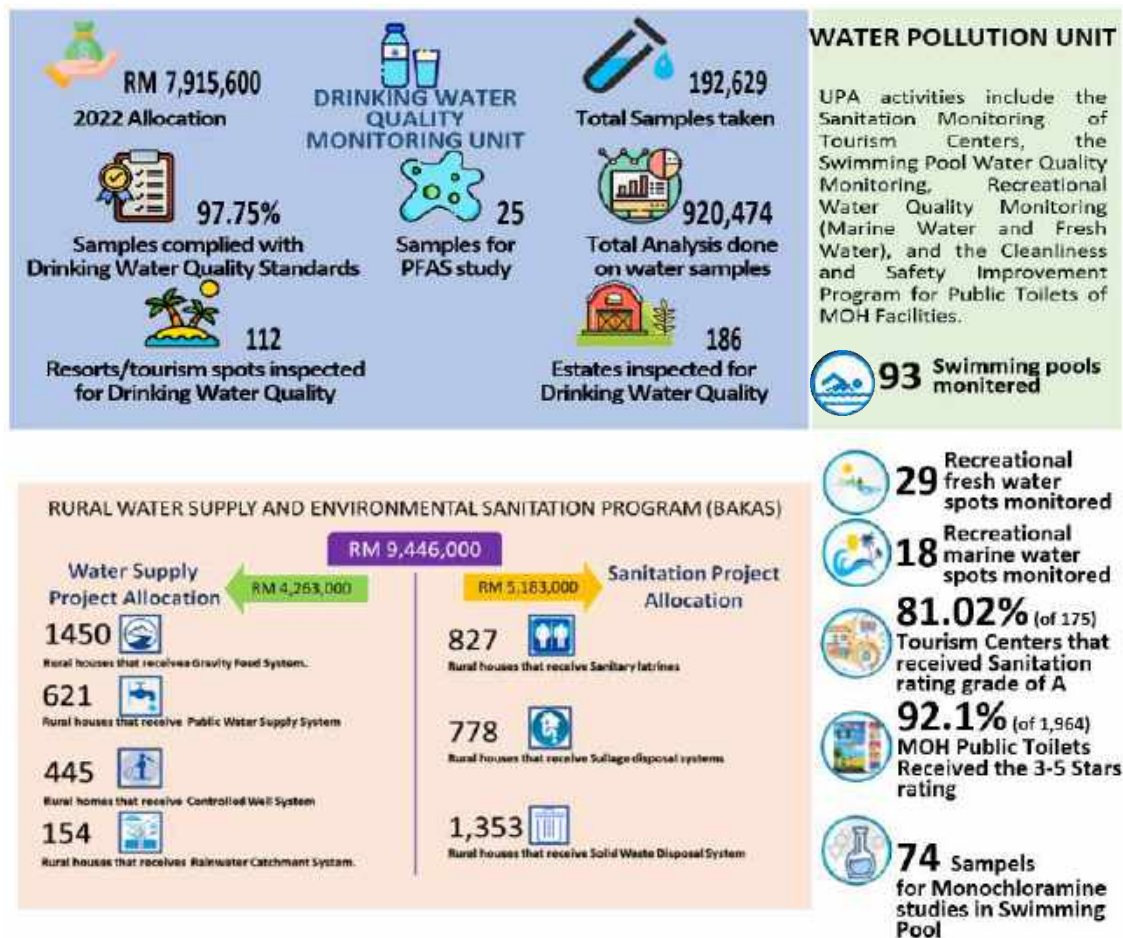 RM 7,915,600
2022 Allocation
DRINKING WATER
QUALITY
MONITORING UNIT
192,629
Total Samples taken
97.75%
Samples complied with
Drinking Water Quality Standards
25
Samples for
PFAS study
920,474
Total Analysis done
on water samples
112
Resorts/tourism spots inspected
for Drinking Water Quality
186
Estates inspected for
Drinking Water Quality
WATER POLLUTION UNIT
UPA activities include the
Sanitation Monitoring of
Tourism Centers, the
Swimming Pool Water Quality
Monitoring, Recreational
Water Quality Monitoring
(Marine Water and Fresh
Water), and the Cleanliness
and Safety Improvement
Program for Public Toilets of
MOH Facilities.
93 Swimming pools
monitered
29 Recreational
fresh water
spots monitored
18 Recreational
marine water
spots monitored
81.02% (of 175)
Tourism Centers that
received Sanitation
rating grade of A
92.1% (of 1,964)
MOH Public Toilets
Received the 3-5 Stars
rating
74 Sampels
for Monochloramine
studies in Swimming
Pool
RURAL WATER SUPPLY AND ENVIRONMENTAL SANITATION PROGRAM (BAKAS)
RM 9,446,000
Water Supply
Project Allocation
RM 4,263,000
RM 5,183,000
Sanitation Project
Allocation
1450
Rural houses that receives Gravity Feed System.
621
Rural houses that receive Public Water Supply System
445
Rural homes that receive Controlled Well System
154
Rural houses that receives Rainwater Catchment System.
827
Rural houses that receive Sanitary latrines
778
Rural houses that receive Sullage disposal systems
1,353
Rural houses that receive Solid Waste Disposal System